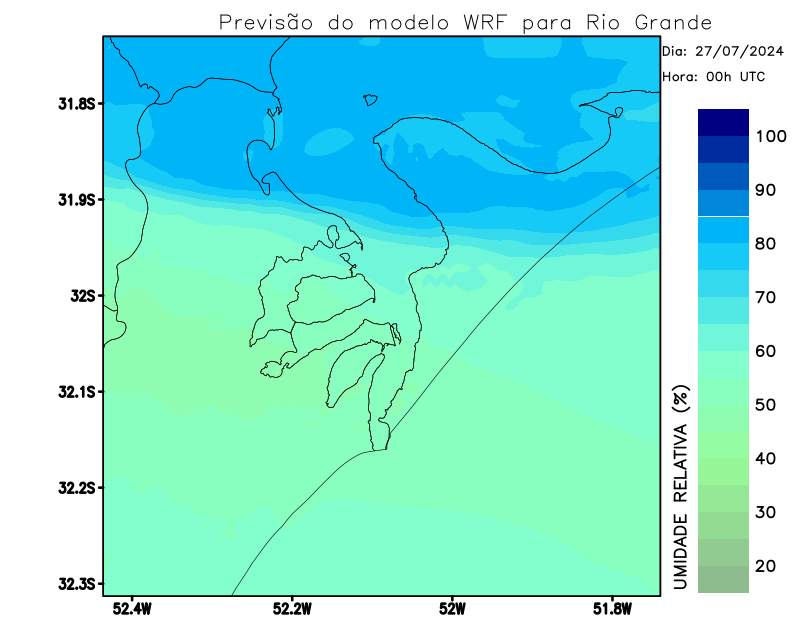 Previsão do modelo WRF para Rio Grande
Dia: 27/07/2024
Hora: 00h UTC
31.8S
31.9S
32S
32.1S
32.2S
32.3S
52.4W
52.2W
52W
51.8W
UMIDADE RELATIVA (%)
100
90
80
70
60
50
40
30
20